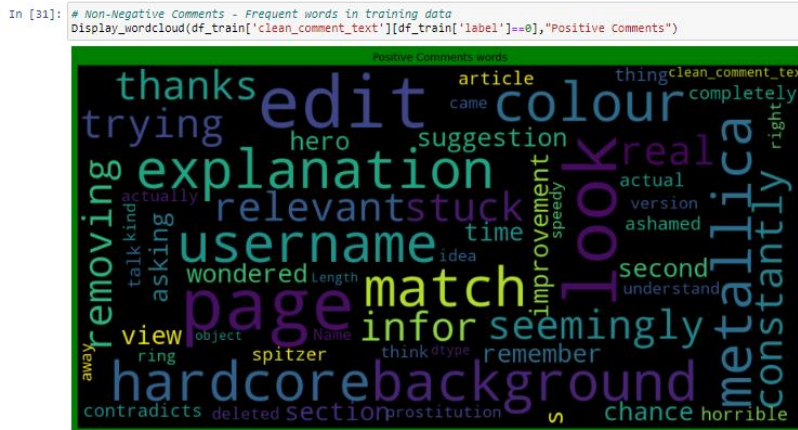 In [31]: # Non-Negative Comments - Frequent words in training data
Display_wordcloud(df_train['clean_comment_text'][df_train['label']==0],"Positive Comments")
Positive Comments words
thanks
edit
article
thing
clean_comment_tex
came
colour
completely
trying
hero
suggestion
right
explanation
look
real
metallica
actually
actual
removing
relevant
stuck
improvement
speedy
version
talk
kind
asking
username
time
ashamed
constantly
idea
wondered
Length
second
page
match
understand
infor
seemingly
view
object
Name
away
ring
spitzer
think
dtype
remember
hardcore
background
contradicts
deleted
section
prostitution
s
chance
horrible